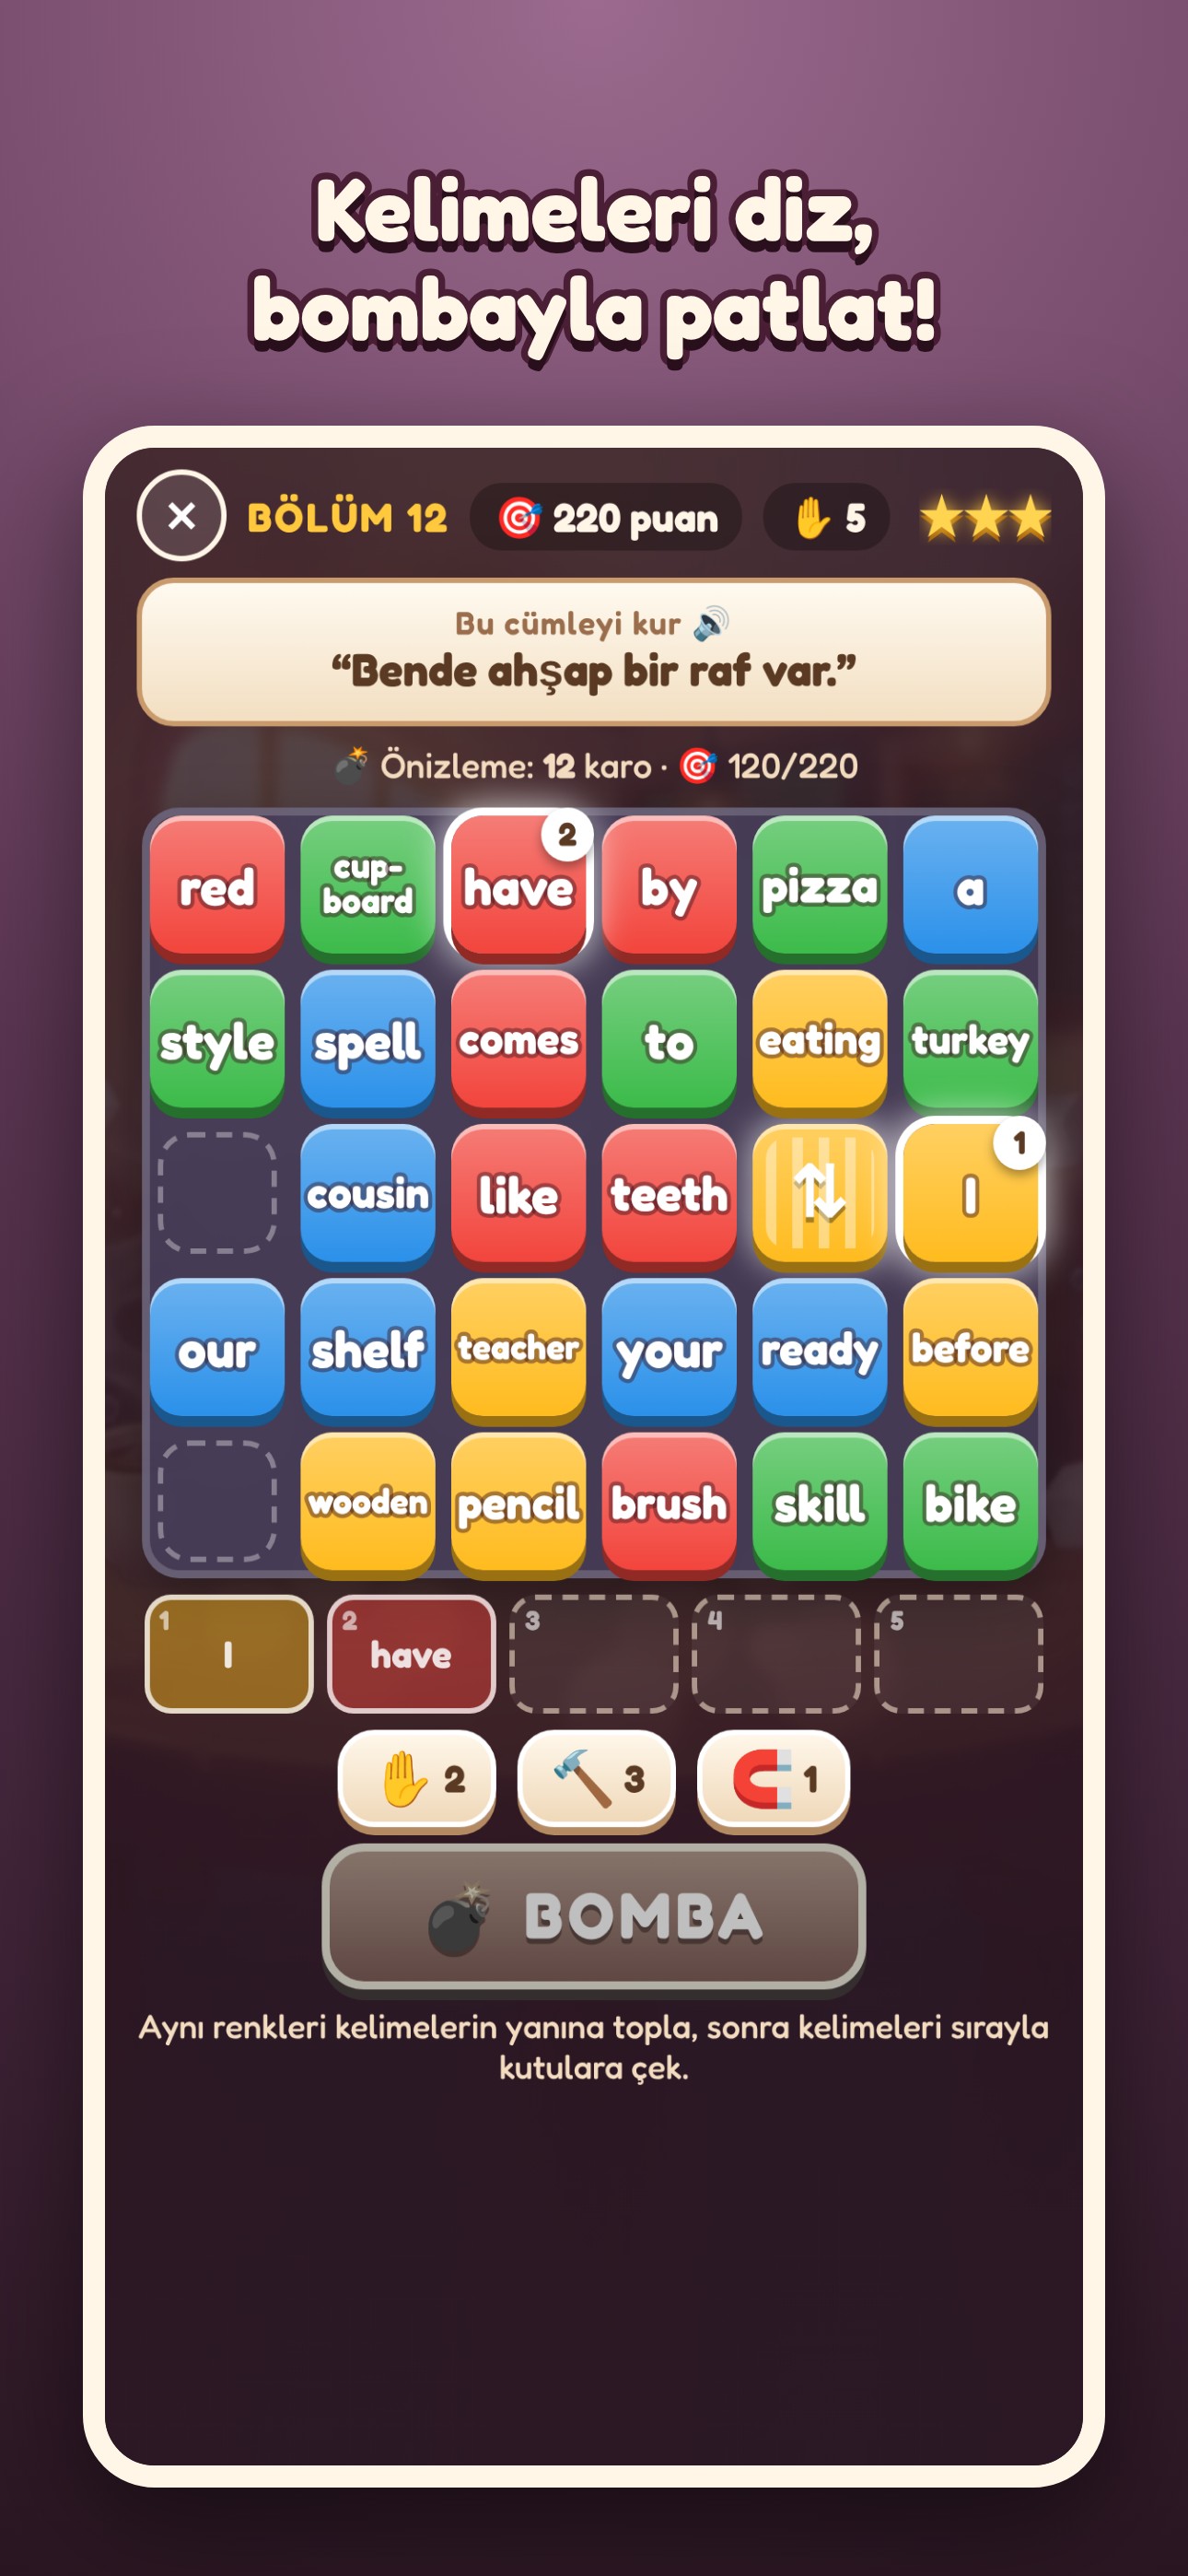 Kelimeleri diz,
bombayla patlat!
× BÖLÜM 12 220 puan 5
Bu cümleyi kur
“Bende ahşap bir raf var.”
Önizleme: 12 karo · 120/220
red cup-board have 2 by pizza a
style spell comes to eating turkey
cousin like teeth I 1
our shelf teacher your ready before
wooden pencil brush skill bike
1 I 2 have 3 4 5
2 3 1
BOMBA
Aynı renkleri kelimelerin yanına topla, sonra kelimeleri sırayla
kutulara çek.